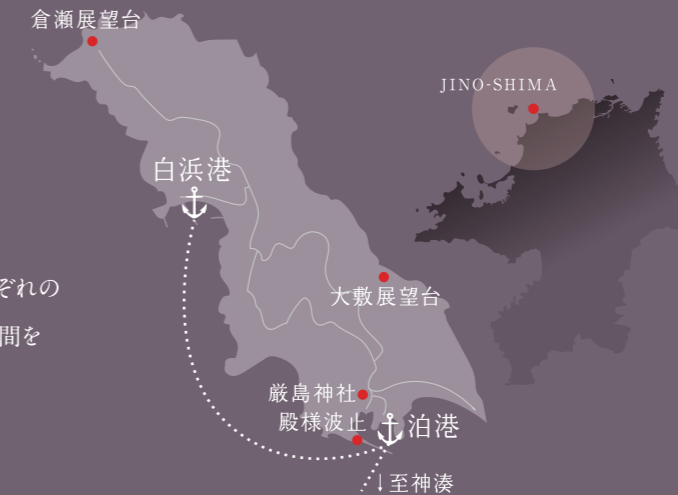 倉瀬展望台
JINO-SHIMA
白浜港
ぞれの
大敷展望台
間を
厳島神社
殿様波止
泊港
↓至神湊